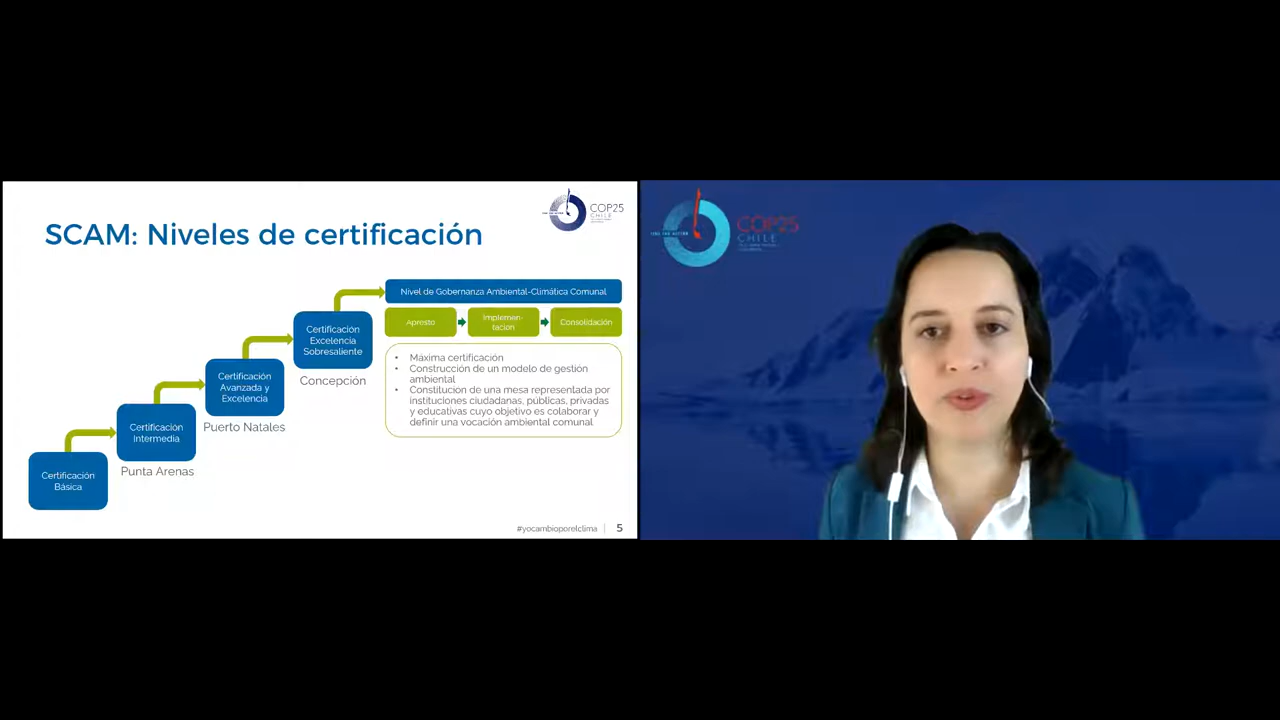 COP25
CHILE
SCAM: Niveles de certificación
Nivel de Gobernanza Ambiental-Climática Comunal
Apresto
Implemen-
tacion
Consolidación
Certificación
Excelencia
Sobresaliente
Concepción
Certificación
Avanzada y
Excelencia
Puerto Natales
Certificación
Intermedia
Punta Arenas
Certificación
Básica
• Máxima certificación
• Construcción de un modelo de gestión
ambiental
• Constitucion de una mesa representada por
instituciones ciudadanas, públicas, privadas
y educativas cuyo objetivo es colaborar y
definir una vocación ambiental comunal
#yocambioporelclima
5
COP25
CHILE